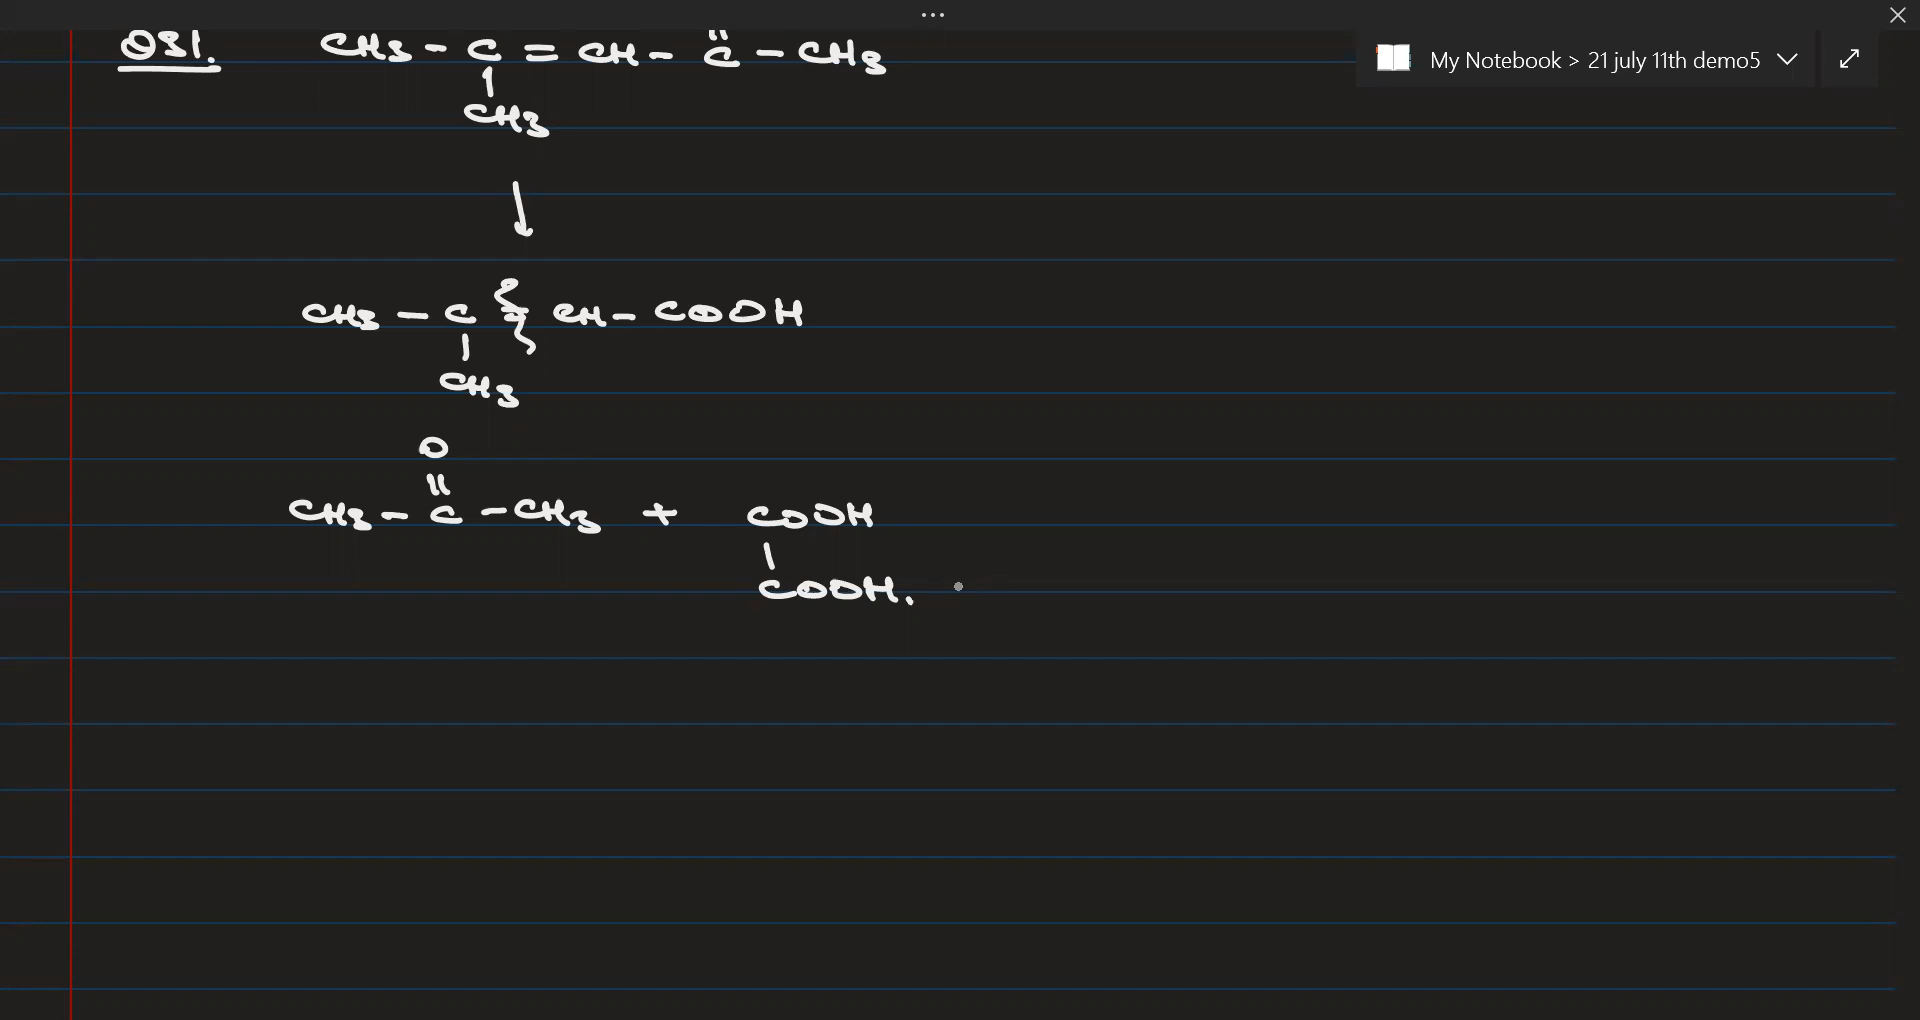 Q31. CH3 - C = CH - C - CH3
My Notebook > 21 july 11th demo5
CH3
CH3 - C = CH - COOH
CH3
O
CH3 - C - CH3 + COOH
COOH.